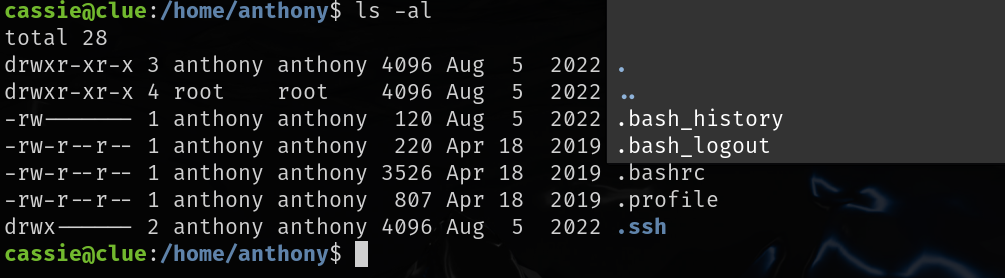 cassie@clue:/home/anthony$ ls -al
total 28
drwxr-xr-x 3 anthony anthony 4096 Aug  5  2022 .
drwxr-xr-x 4 root    root    4096 Aug  5  2022 ..
-rw------- 1 anthony anthony  120 Aug  5  2022 .bash_history
-rw-r--r-- 1 anthony anthony  220 Apr 18  2019 .bash_logout
-rw-r--r-- 1 anthony anthony 3526 Apr 18  2019 .bashrc
-rw-r--r-- 1 anthony anthony  807 Apr 18  2019 .profile
drwx------ 2 anthony anthony 4096 Aug  5  2022 .ssh
cassie@clue:/home/anthony$